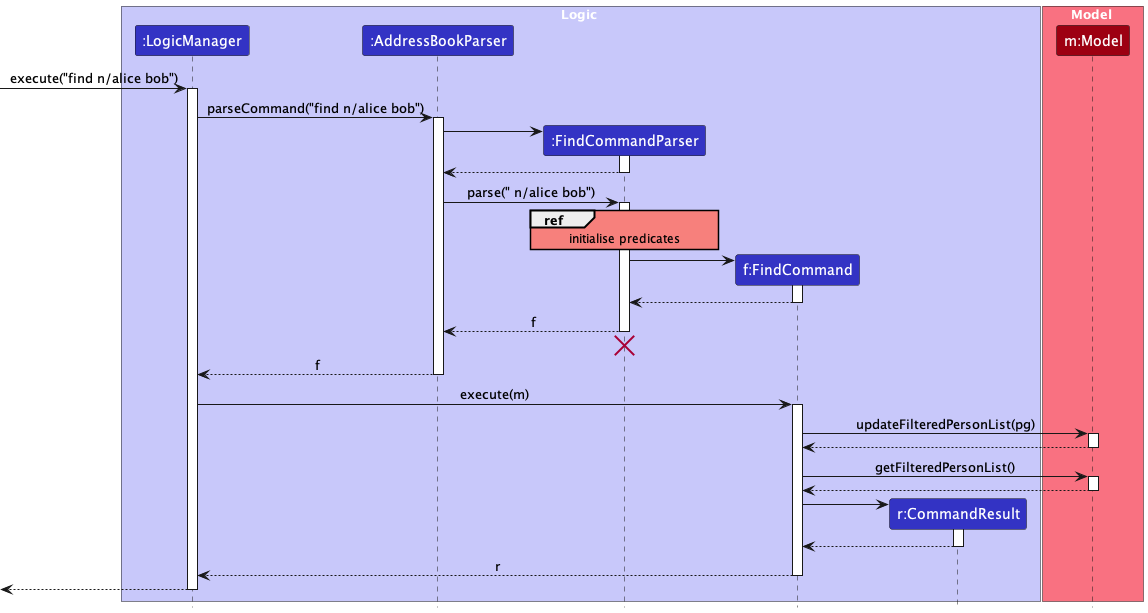 Logic
Model
:LogicManager
:AddressBookParser
m:Model
execute("find n/alice bob")
parseCommand("find n/alice bob")
:FindCommandParser
parse(" n/alice bob")
ref
initialise predicates
f:FindCommand
f
f
execute(m)
updateFilteredPersonList(pg)
getFilteredPersonList()
r:CommandResult
r